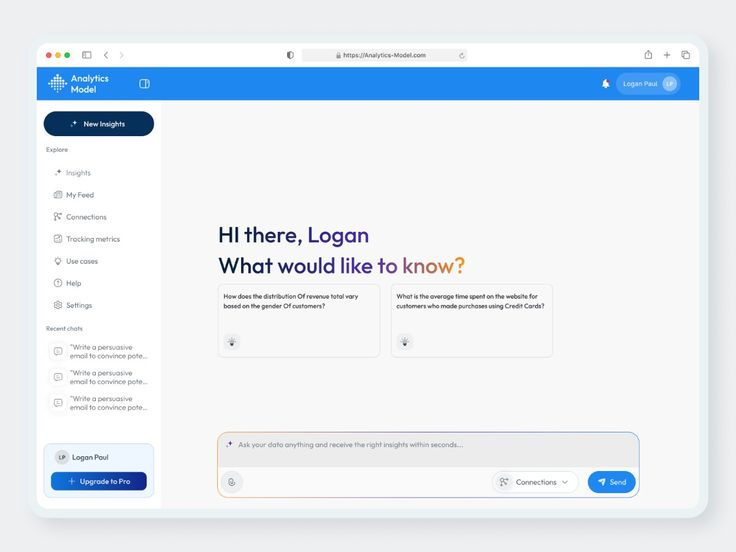 https://Analytics-Model.com
Analytics
Model
Logan Paul
LP
New Insights
Explore
Insights
My Feed
Connections
Tracking metrics
Use cases
Help
Settings
Recent chats
"Write a persuasive
email to convince pote...
"Write a persuasive
email to convince pote...
"Write a persuasive
email to convince pote...
LP
Logan Paul
Upgrade to Pro
HI there, Logan
What would like to know?
How does the distribution Of revenue total vary
based on the gender Of customers?
What is the average time spent on the website for
customers who made purchases using Credit Cards?
Ask your data anything and receive the right insights within seconds...
Connections
Send